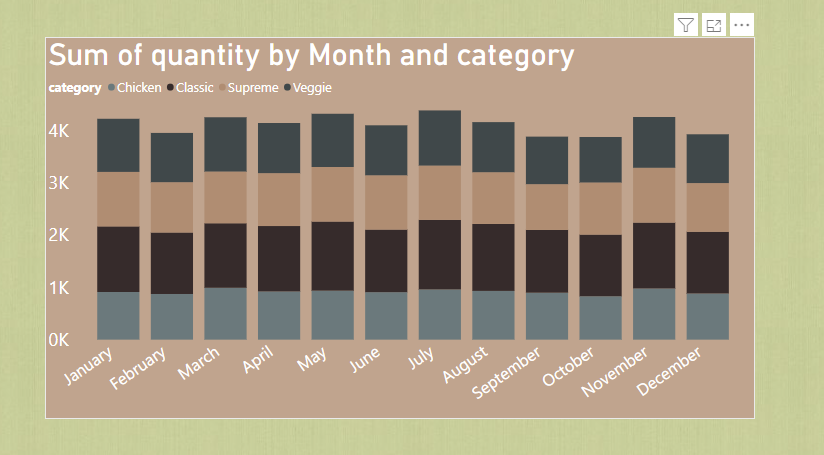 Sum of quantity by Month and category
category Chicken Classic Supreme Veggie
4K
3K
2K
1K
0K
January February March April May June July August September October November December